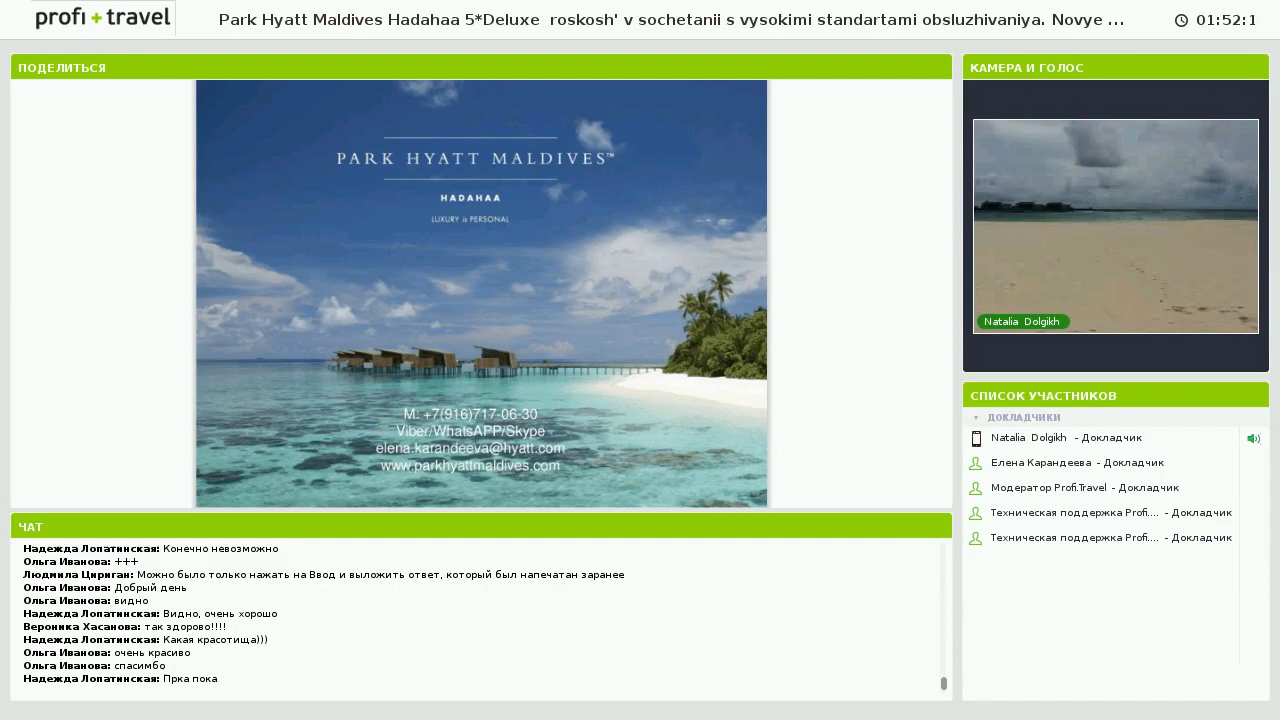 profi + travel
Park Hyatt Maldives Hadahaa 5*Deluxe roskosh' v sochetanii s vysokimi standartami obsluzhivaniya. Novye ...
01:52:1
ПОДЕЛИТЬСЯ
PARK HYATT MALDIVES™
HADAHAA
LUXURY is PERSONAL
M: +7(916)717-06-30
Viber/WhatsAPP/Skype
elena.karandeeva@hyatt.com
www.parkhyattmaldives.com
ЧАТ
Надежда Лопатинская: Конечно невозможно
Ольга Иванова: +++
Людмила Цириган: Можно было только нажать на Ввод и выложить ответ, который был напечатан заранее
Ольга Иванова: Добрый день
Ольга Иванова: видно
Надежда Лопатинская: Видно, очень хорошо
Вероника Хасанова: так здорово!!!!
Надежда Лопатинская: Какая красотища)))
Ольга Иванова: очень красиво
Ольга Иванова: спасимбо
Надежда Лопатинская: Прка пока
КАМЕРА И ГОЛОС
Natalia Dolgikh
СПИСОК УЧАСТНИКОВ
ДОКЛАДЧИКИ
Natalia Dolgikh - Докладчик
Елена Карандеева - Докладчик
Модератор Profi.Travel - Докладчик
Техническая поддержка Profi.... - Докладчик
Техническая поддержка Profi.... - Докладчик